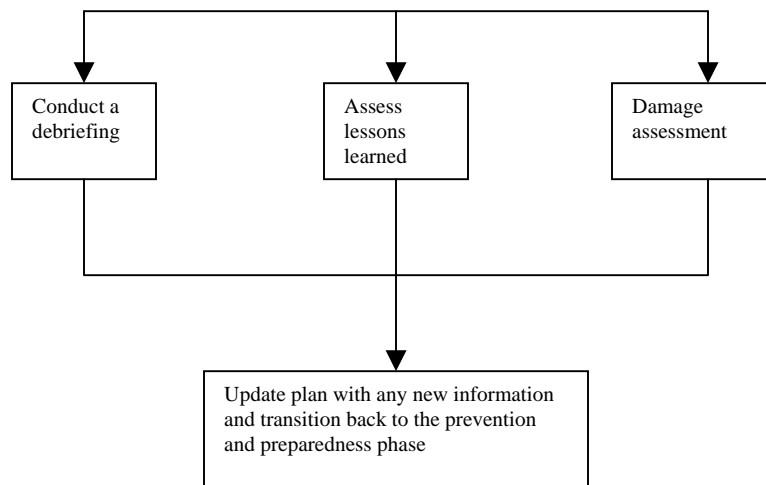 Conduct a
debriefing
Assess
lessons
learned
Damage
assessment
Update plan with any new information
and transition back to the prevention
and preparedness phase